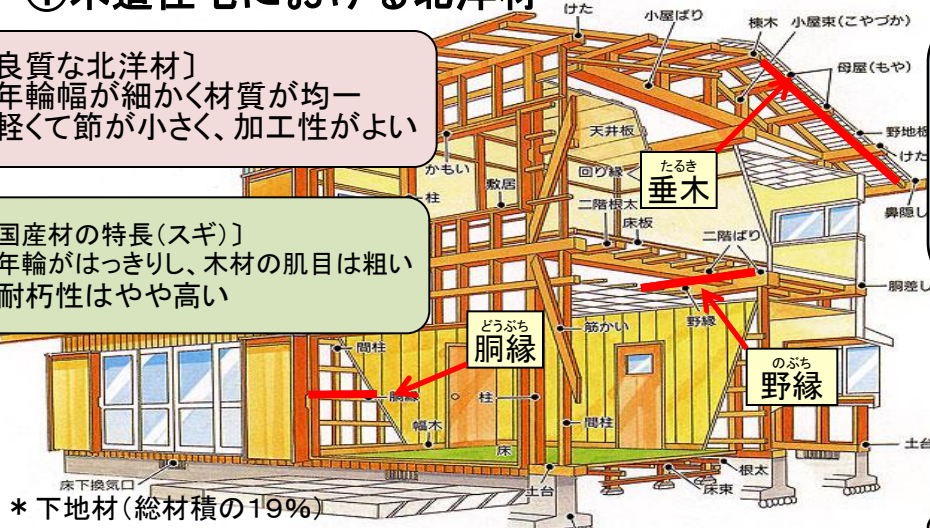 ①木造住宅における北洋材
良質な北洋材〕
年輪幅が細かく材質が均一
軽くて節が小さく、加工性がよい
国産材の特長(スギ)〕
年輪がはっきりし、木材の肌目は粗い
耐朽性はやや高い
けた
小屋ばり
棟木
小屋束(こやづか)
母屋(もや)
野地板
けた
鼻隠し
天井板
かもい
回り縁
たるき
垂木
敷居
柱
二階根太
床板
二階ばり
胴差し
どうぶち
胴縁
筋かい
野縁
のぶち
野縁
間柱
胴縁
柱
間柱
幅木
床
土台
根太
床束
土台
床下換気口
*下地材(総材積の19%)